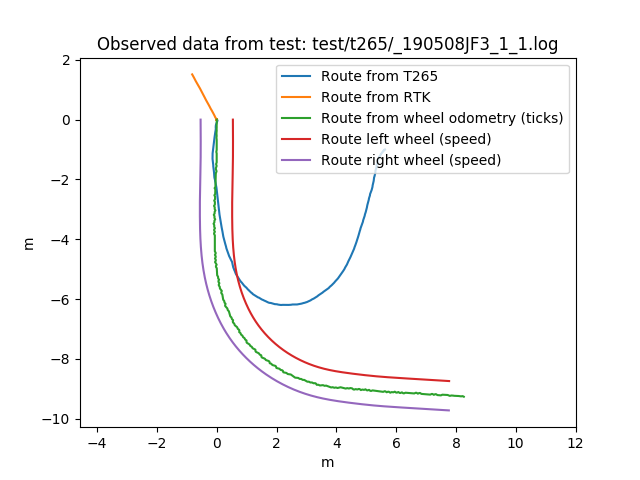 Observed data from test: test/t265/_190508JF3_1_1.log
Route from T265
Route from RTK
Route from wheel odometry (ticks)
Route left wheel (speed)
Route right wheel (speed)
2
0
−2
−4
−6
−8
−10
m
−4
−2
0
2
4
6
8
10
12
m